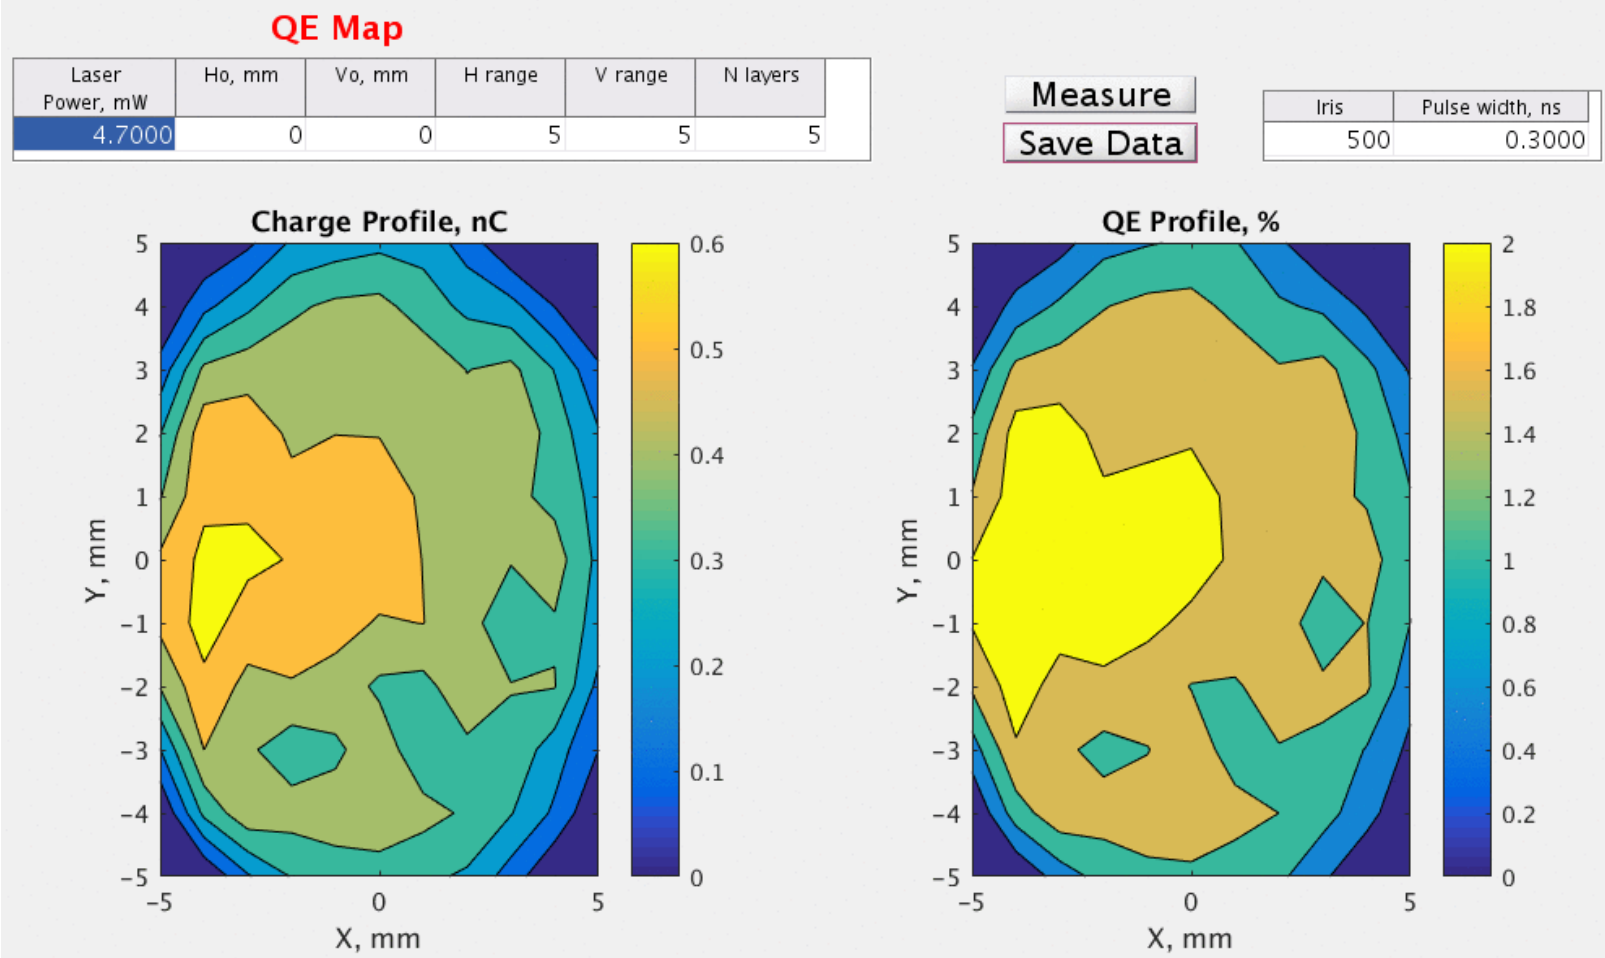 QE Map
Laser Power, mW Ho, mm Vo, mm H range V range N layers
4.7000 0 0 5 5 5
Measure
Save Data
Iris Pulse width, ns
500 0.3000
Charge Profile, nC
5
4
3
2
1
0
−1
−2
−3
−4
−5
Y, mm
−5 0 5
X, mm
0.6
0.5
0.4
0.3
0.2
0.1
0
QE Profile, %
5
4
3
2
1
0
−1
−2
−3
−4
−5
Y, mm
−5 0 5
X, mm
2
1.8
1.6
1.4
1.2
1
0.8
0.6
0.4
0.2
0